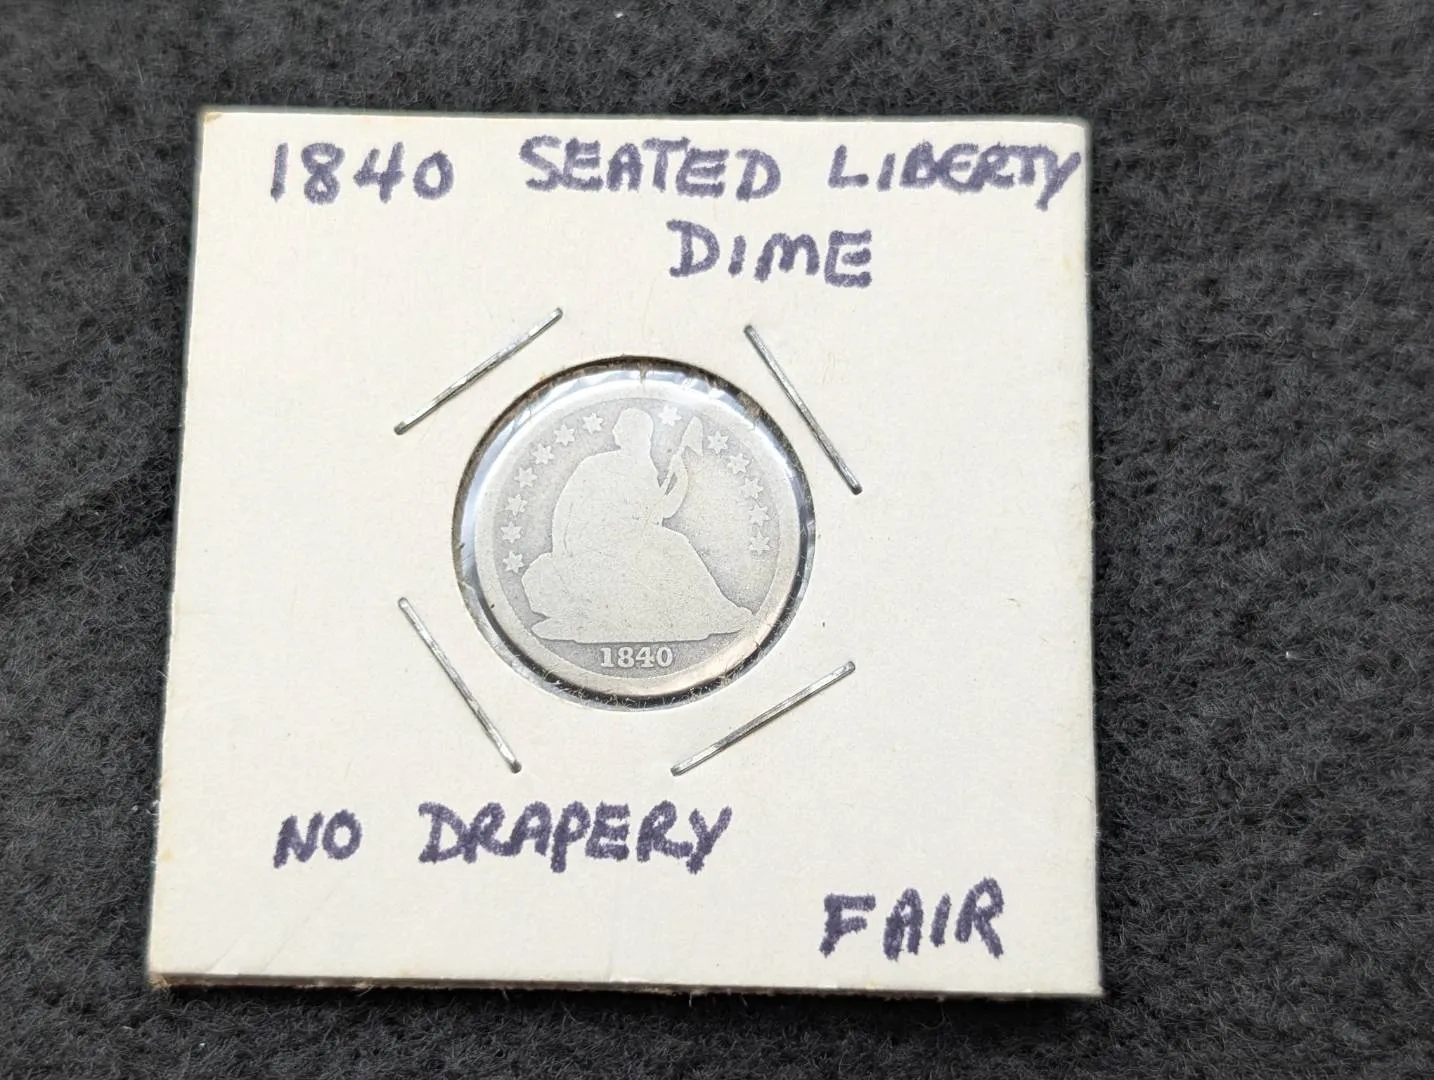 1840 SEATED LIBERTY
DIME
1840
NO DRAPERY
FAIR